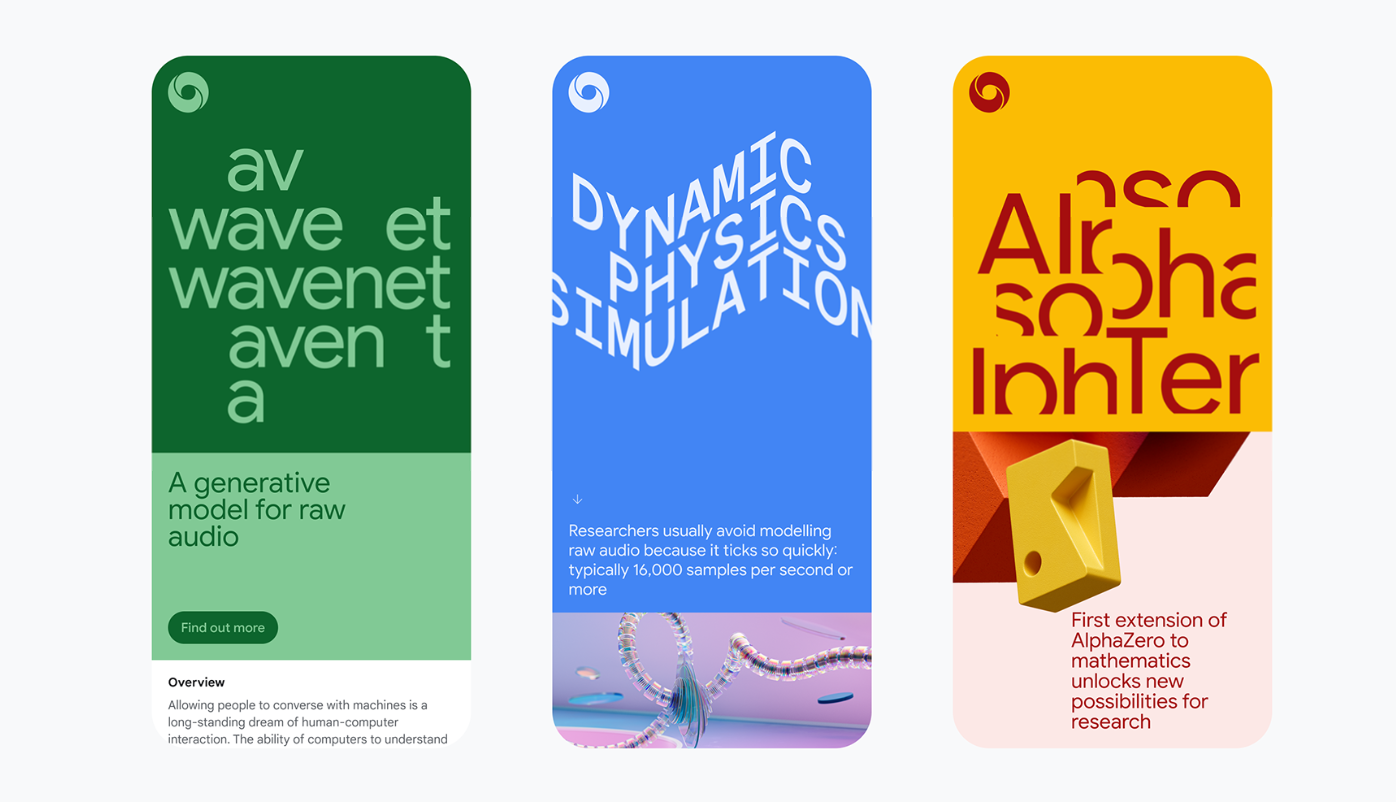 av
wave et
wavenet
aven t
a
A generative
model for raw
audio
Find out more
Overview
Allowing people to converse with machines is a
long-standing dream of human-computer
interaction. The ability of computers to understand
DYNAMIC
PHYSICS
SIMULATION
Researchers usually avoid modelling
raw audio because it ticks so quickly:
typically 16,000 samples per second or
more
so
Ter
First extension of
AlphaZero to
mathematics
unlocks new
possibilities for
research